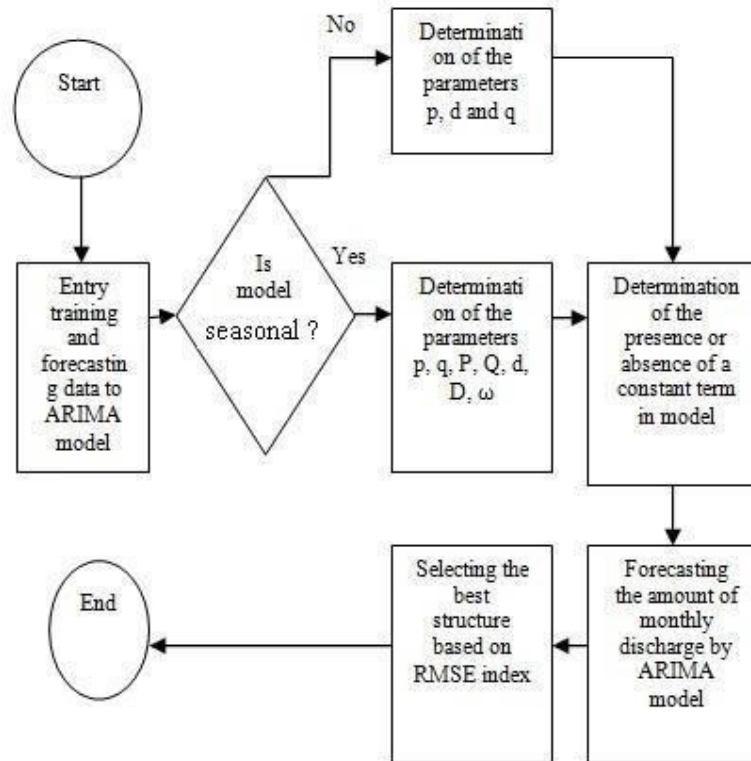 Start
Entry
training
and
forecastin
g data to
ARIMA
model
Is
model
seasonal ?
No
Determinati
on of the
parameters
p, d and q
Yes
Determinati
on of the
parameters
p, q, P, Q, d,
D, ω
Determination
of the
presence or
absence of a
constant term
in model
Forecasting
the amount of
monthly
discharge by
ARIMA
model
Selecting the
best
structure
based on
RMSE index
End